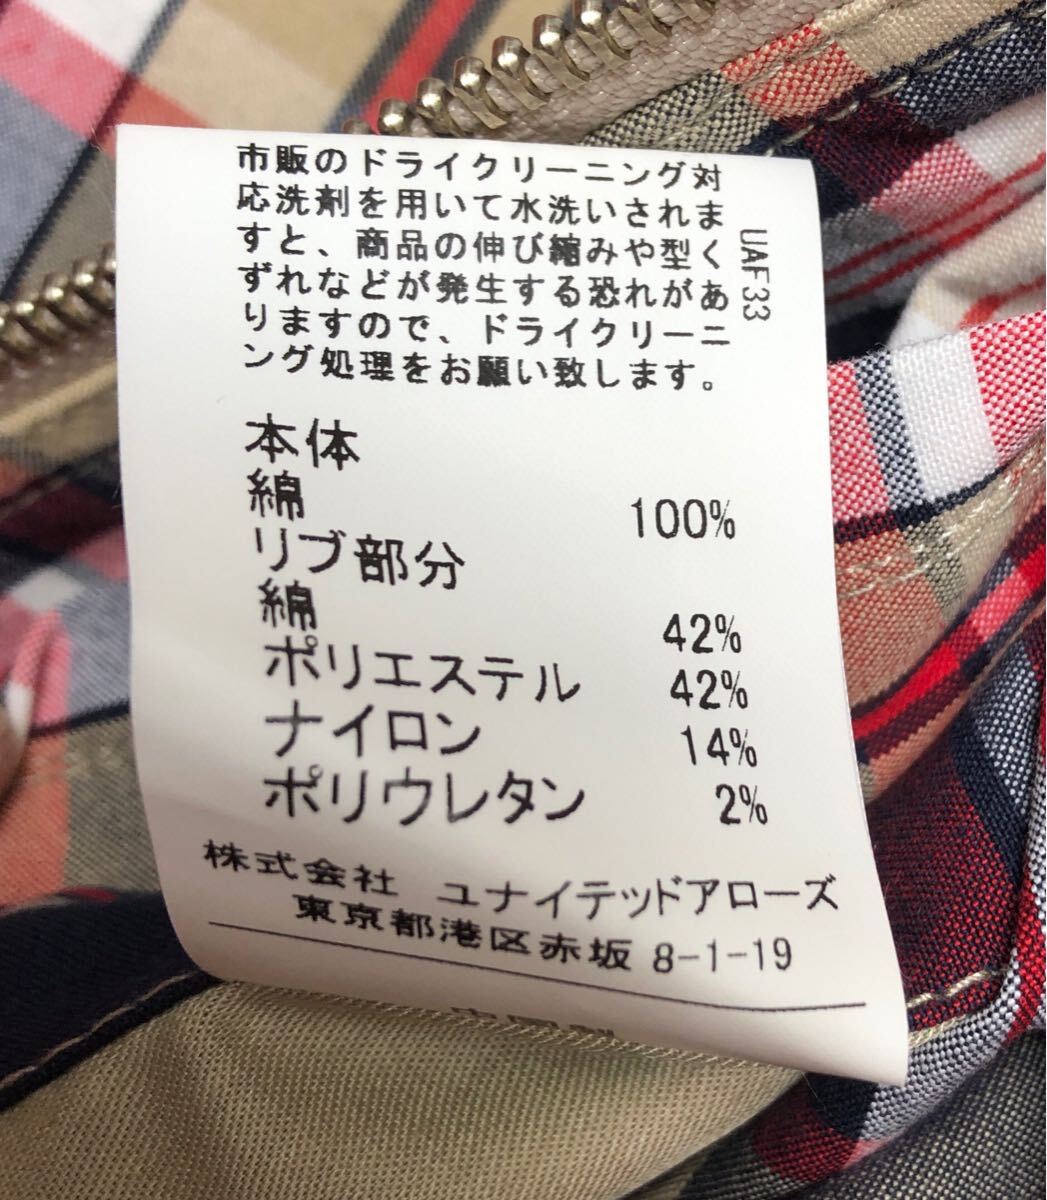 市販のドライクリーニング対
応洗剤を用いて水洗いされま
すと、商品の伸び縮みや型く
ずれなどが発生する恐れがあ
りますので、ドライクリーニ
ング処理をお願い致します。
UAF33
本体
綿 100%
リブ部分
綿 42%
ポリエステル 42%
ナイロン 14%
ポリウレタン 2%
株式会社 ユナイテッドアローズ
東京都港区赤坂 8-1-19